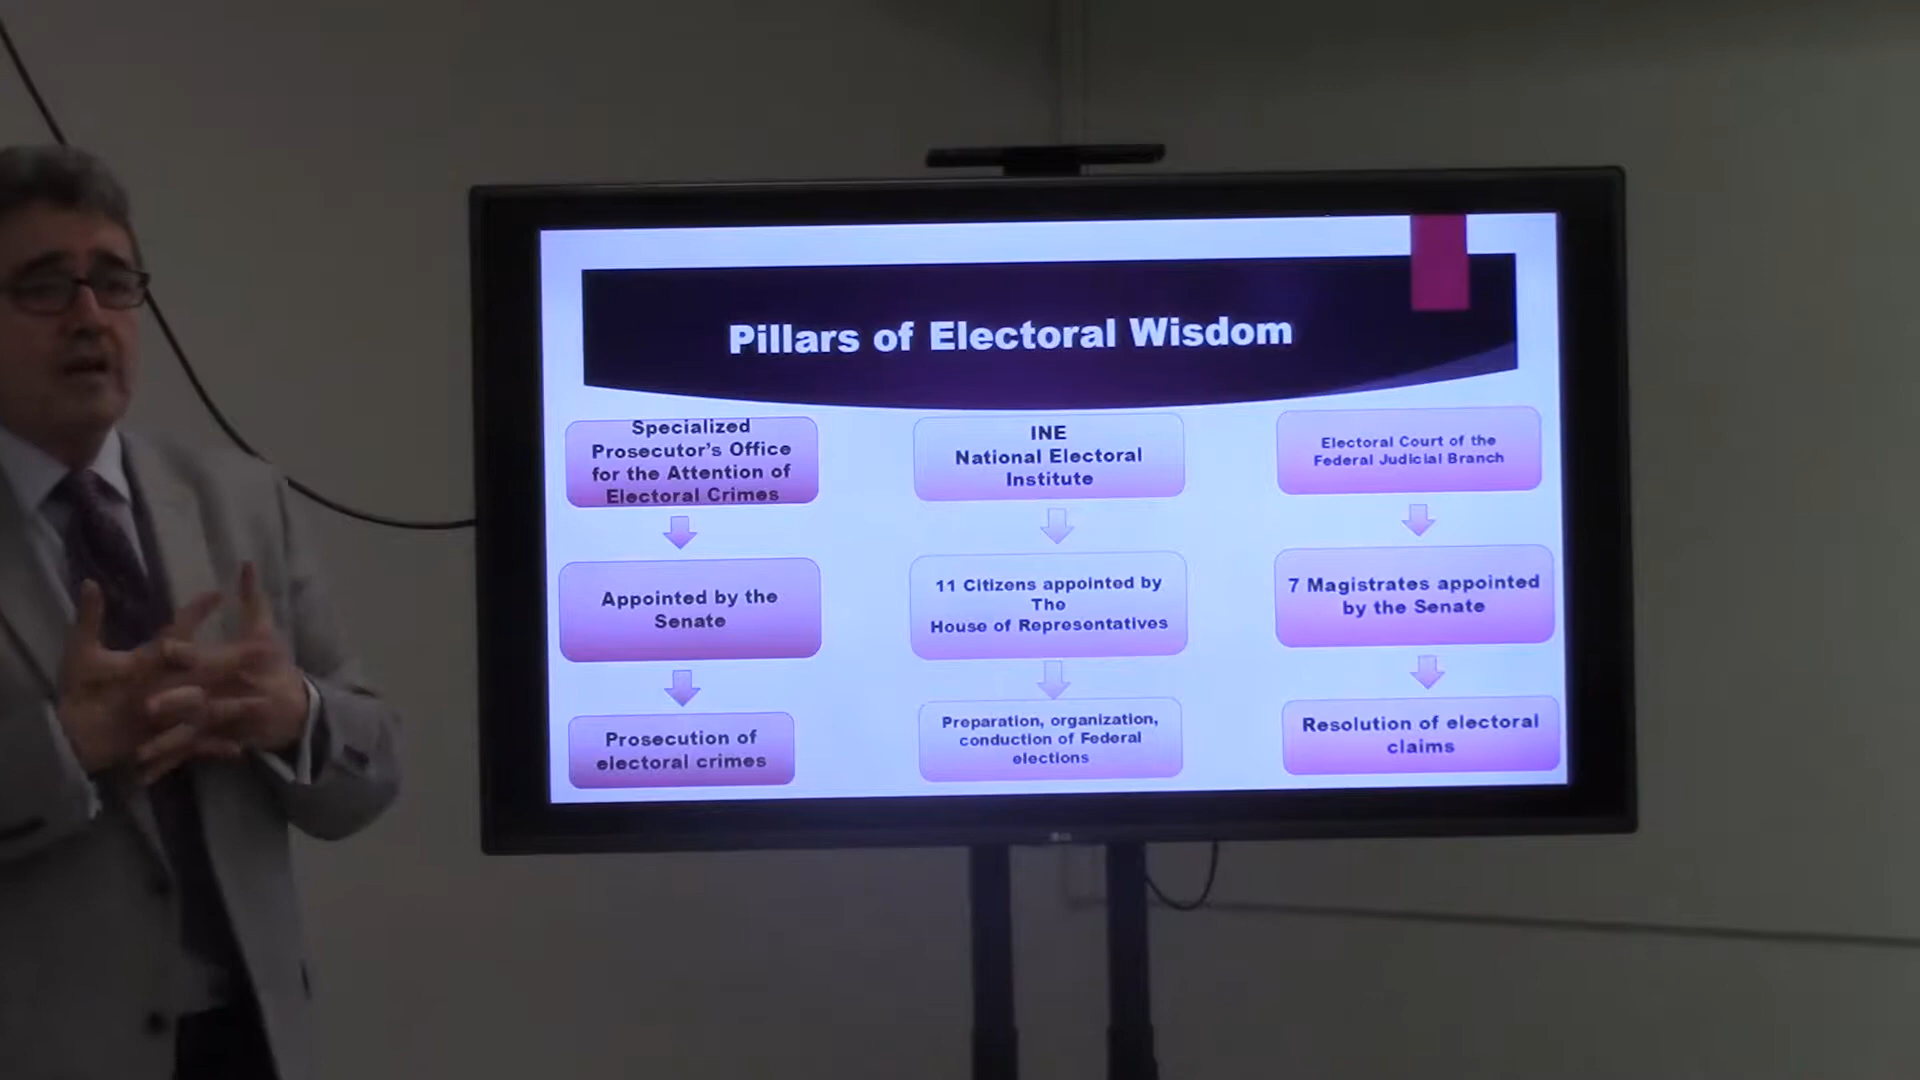 Pillars of Electoral Wisdom
Specialized
Prosecutor's Office
for the Attention of
Electoral Crimes
Appointed by the
Senate
Prosecution of
electoral crimes
INE
National Electoral
Institute
11 Citizens appointed by
The
House of Representatives
Preparation, organization,
conduction of Federal
elections
Electoral Court of the
Federal Judicial Branch
7 Magistrates appointed
by the Senate
Resolution of electoral
claims